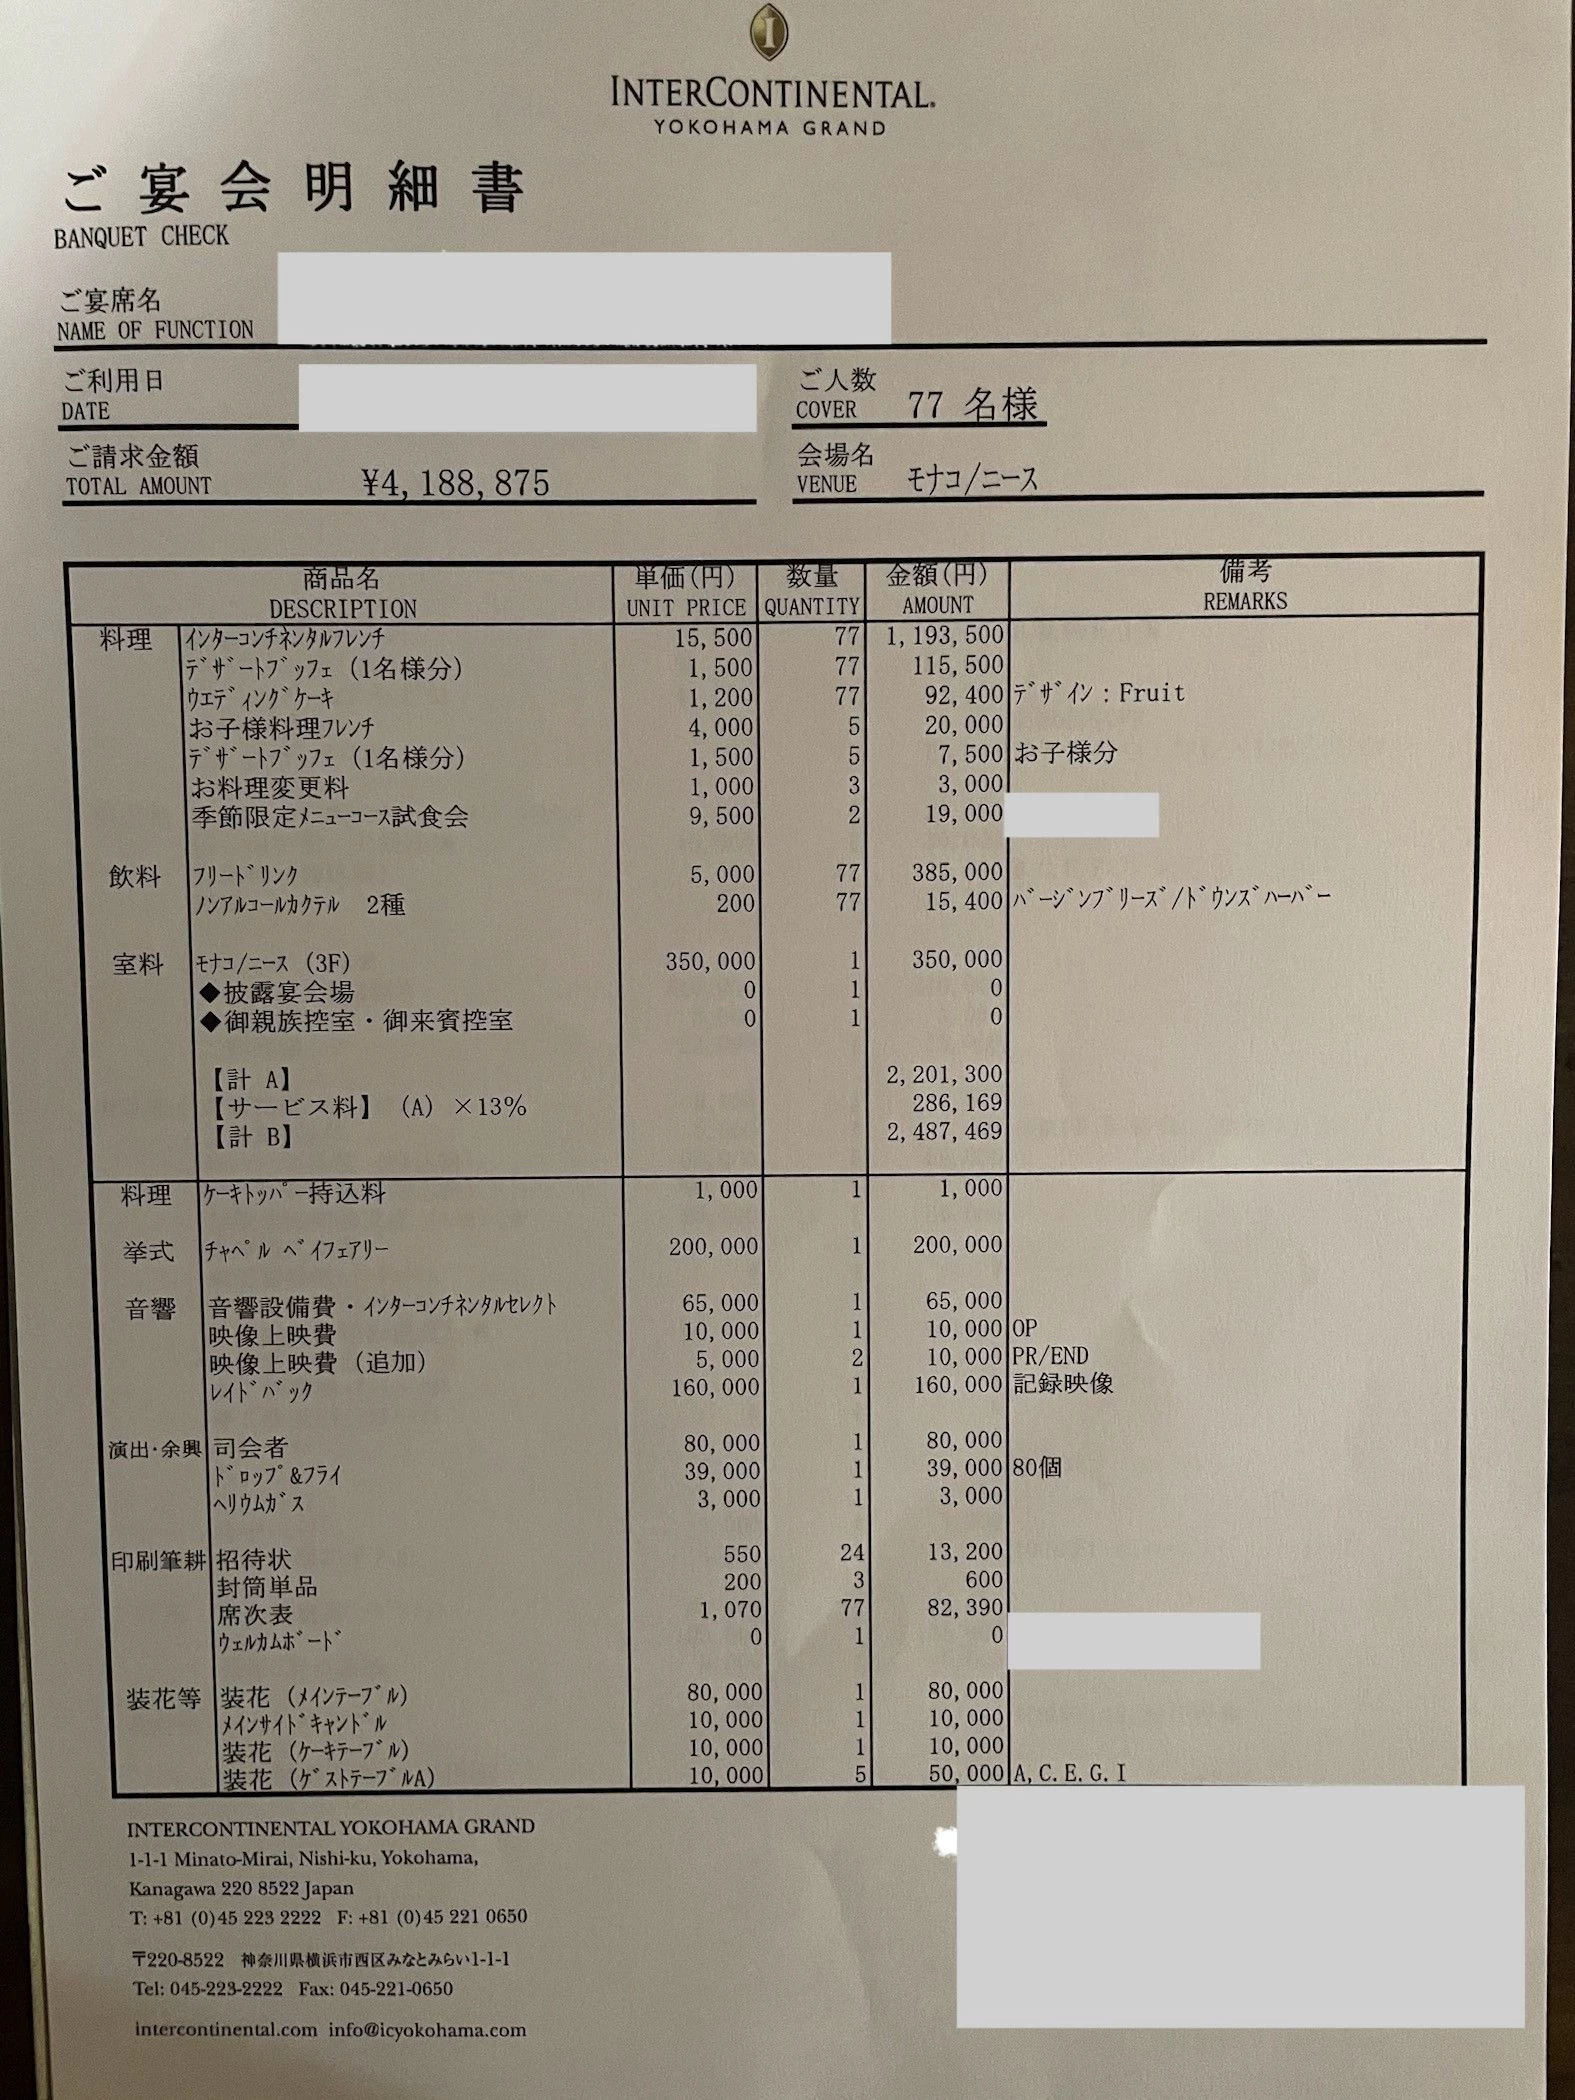 INTERCONTINENTAL.
YOKOHAMA GRAND
ご宴会明細書
BANQUET CHECK
ご宴席名
NAME OF FUNCTION
ご利用日
DATE
ご人数
COVER 77 名様
ご請求金額
TOTAL AMOUNT ¥4,188,875
会場名
VENUE ﾓﾅｺ/ﾆｰｽ
商品名 単価(円) 数量 金額(円) 備考
DESCRIPTION UNIT PRICE QUANTITY AMOUNT REMARKS
料理 ｲﾝﾀｰｺﾝﾁﾈﾝﾀﾙﾌﾚﾝﾁ 15,500 77 1,193,500
ﾃﾞｻﾞｰﾄﾌﾞｯﾌｪ (1名様分) 1,500 77 115,500
ｳｴﾃﾞｨﾝｸﾞｹｰｷ 1,200 77 92,400 ﾃﾞｻﾞｲﾝ：Fruit
お子様料理ﾌﾚﾝﾁ 4,000 5 20,000
ﾃﾞｻﾞｰﾄﾌﾞｯﾌｪ (1名様分) 1,500 5 7,500 お子様分
お料理変更料 1,000 3 3,000
季節限定ﾒﾆｭｰｺｰｽ試食会 9,500 2 19,000
飲料 ﾌﾘｰﾄﾞﾘﾝｸ 5,000 77 385,000
ﾉﾝｱﾙｺｰﾙｶｸﾃﾙ 2種 200 77 15,400 ﾊﾞｰｼﾞﾝﾌﾞﾘｰｽﾞ/ﾄﾞｳﾝｽﾞﾊｰﾊﾞｰ
室料 ﾓﾅｺ/ﾆｰｽ (3F) 350,000 1 350,000
◆披露宴会場 0 1 0
◆御親族控室・御来賓控室 0 1 0
【計 A】 2,201,300
【サービス料】 (A) ×13% 286,169
【計 B】 2,487,469
料理 ｹｰｷﾄｯﾊﾟｰ持込料 1,000 1 1,000
挙式 ﾁｬﾍﾟﾙ ﾍﾞｲﾌｪｱﾘｰ 200,000 1 200,000
音響 音響設備費・ｲﾝﾀｰｺﾝﾁﾈﾝﾀﾙｾﾚｸﾄ 65,000 1 65,000
映像上映費 10,000 1 10,000 OP
映像上映費 (追加) 5,000 2 10,000 PR/END
ﾚｲﾄﾞﾊﾞｯｸ 160,000 1 160,000 記録映像
演出･余興 司会者 80,000 1 80,000
ﾄﾞﾛｯﾌﾟ&ﾌﾗｲ 39,000 1 39,000 80個
ﾍﾘｳﾑｶﾞｽ 3,000 1 3,000
印刷筆耕 招待状 550 24 13,200
封筒単品 200 3 600
席次表 1,070 77 82,390
ｳｪﾙｶﾑﾎﾞｰﾄﾞ 0 1 0
装花等 装花 (ﾒｲﾝﾃｰﾌﾞﾙ) 80,000 1 80,000
ﾒｲﾝｻｲﾄﾞｷｬﾝﾄﾞﾙ 10,000 1 10,000
装花 (ｹｰｷﾃｰﾌﾞﾙ) 10,000 1 10,000
装花 (ｹﾞｽﾄﾃｰﾌﾞﾙA) 10,000 5 50,000 A,C.E.G.I
INTERCONTINENTAL YOKOHAMA GRAND
1-1-1 Minato-Mirai, Nishi-ku, Yokohama,
Kanagawa 220 8522 Japan
T: +81 (0)45 223 2222 F: +81 (0)45 221 0650
〒220-8522 神奈川県横浜市西区みなとみらい1-1-1
Tel: 045-223-2222 Fax: 045-221-0650
intercontinental.com info@icyokohama.com